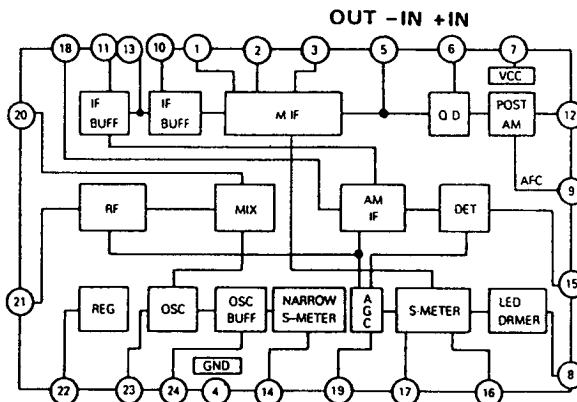 OUT –IN +IN
18 11 13 10 1 2 3 5 6 7
VCC
20
IF
BUFF
IF
BUFF
M IF
Q D
POST
AM
12
AFC
9
RF
MIX
AM
IF
DET
15
21
REG
OSC
OSC
BUFF
NARROW
S–METER
A
G
C
S-METER
LED
DRMER
GND
8
22 23 24 4 14 19 17 16